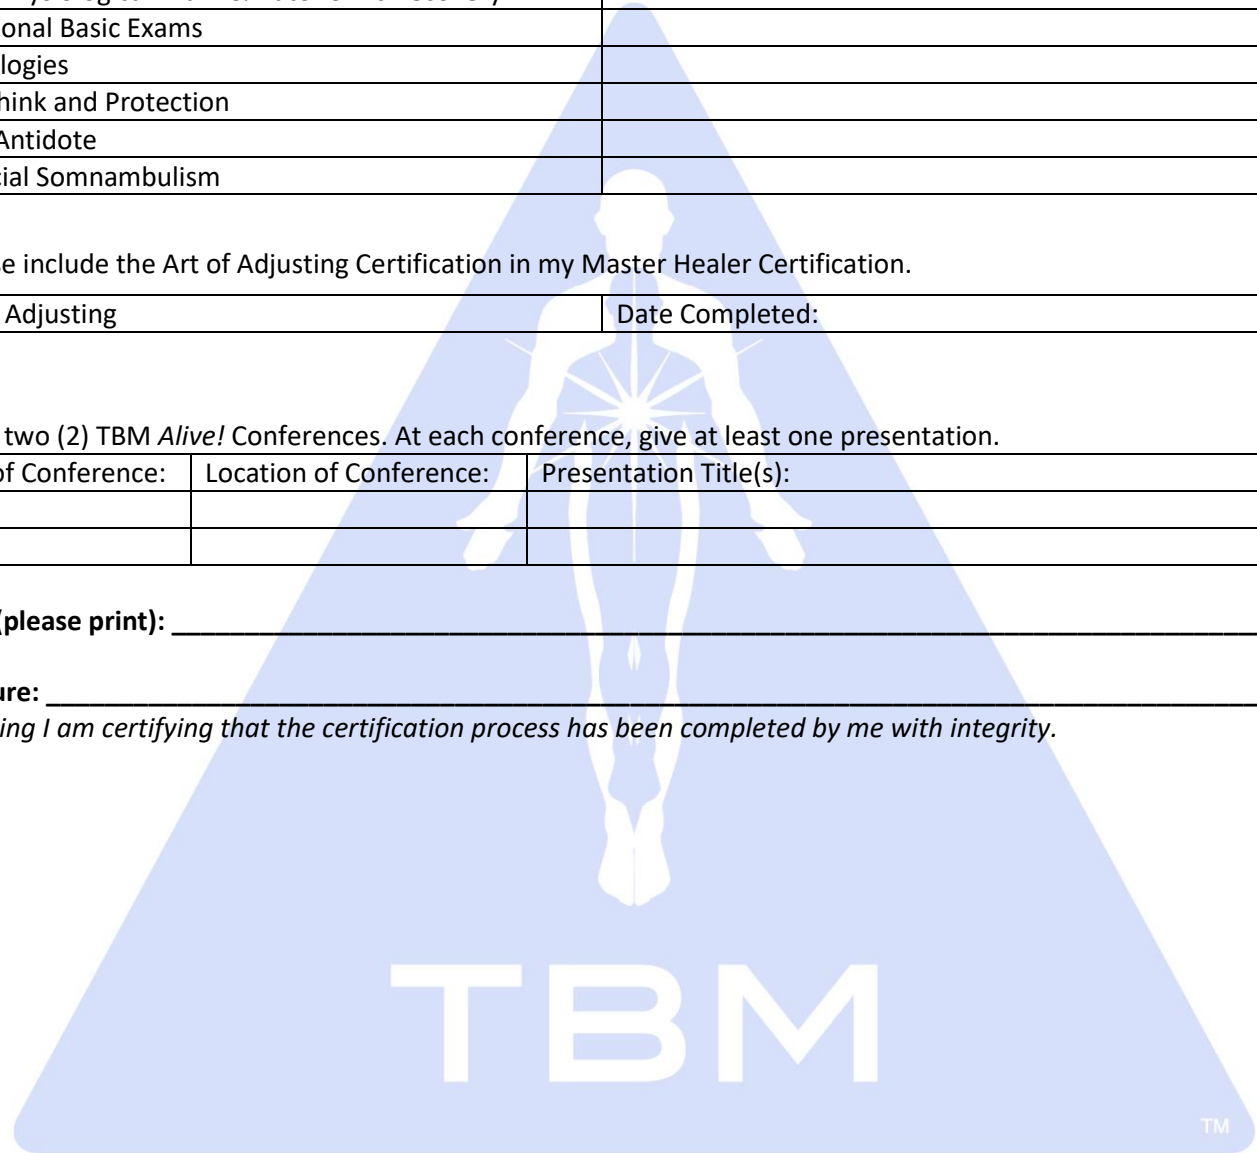 onal Basic Exams
logies
hink and Protection
Antidote
cial Somnambulism
se include the Art of Adjusting Certification in my Master Healer Certification.
Adjusting Date Completed:
two (2) TBM Alive! Conferences. At each conference, give at least one presentation.
of Conference: Location of Conference: Presentation Title(s):
(please print): ____________________
ure: ____________________
ing I am certifying that the certification process has been completed by me with integrity.
TBM
TM